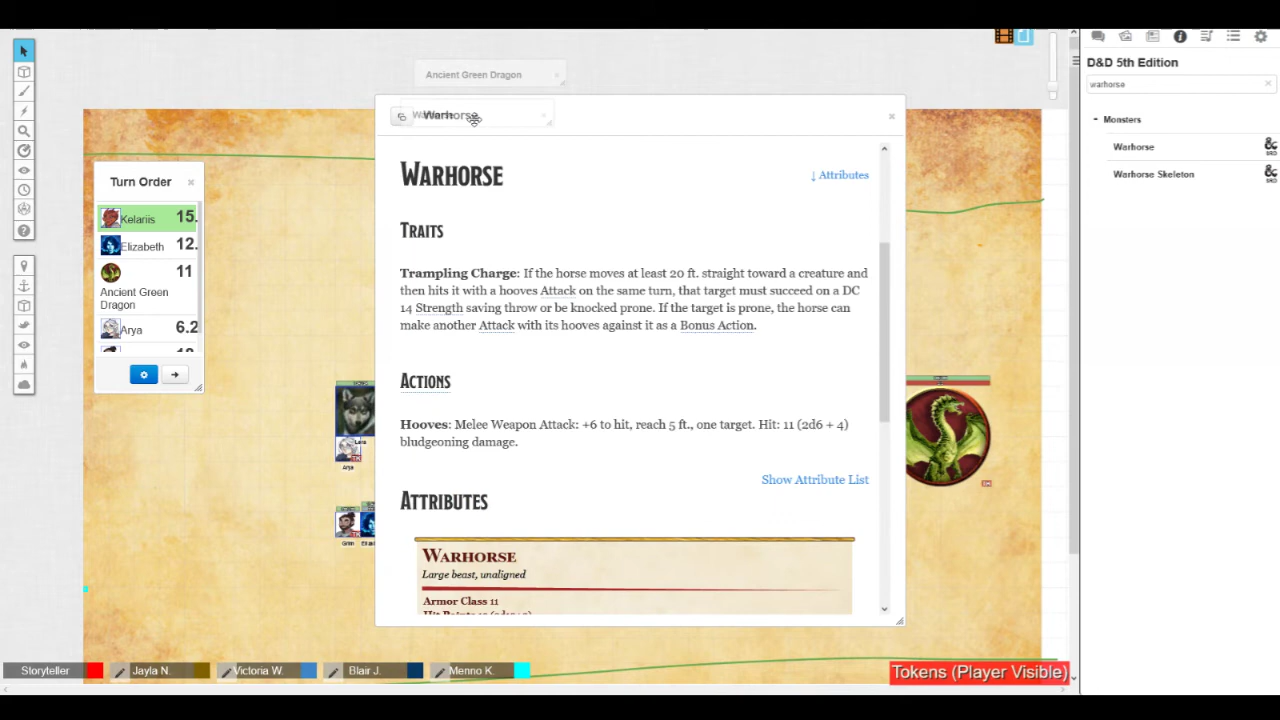 Ancient Green Dragon
D&D 5th Edition
warhorse
Monsters
Warhorse
Warhorse Skeleton
Turn Order
Kelariis 15.
Elizabeth 12.
11
Ancient Green
Dragon
Arya 6.2
Warhorse
WARHORSE
↓ Attributes
TRAITS
Trampling Charge: If the horse moves at least 20 ft. straight toward a creature and
then hits it with a hooves Attack on the same turn, that target must succeed on a DC
14 Strength saving throw or be knocked prone. If the target is prone, the horse can
make another Attack with its hooves against it as a Bonus Action.
ACTIONS
Hooves: Melee Weapon Attack: +6 to hit, reach 5 ft., one target. Hit: 11 (2d6 + 4)
bludgeoning damage.
Show Attribute List
ATTRIBUTES
WARHORSE
Large beast, unaligned
Armor Class 11
Arya
Storyteller
Jayla N.
Victoria W.
Blair J.
Menno K.
Tokens (Player Visible)